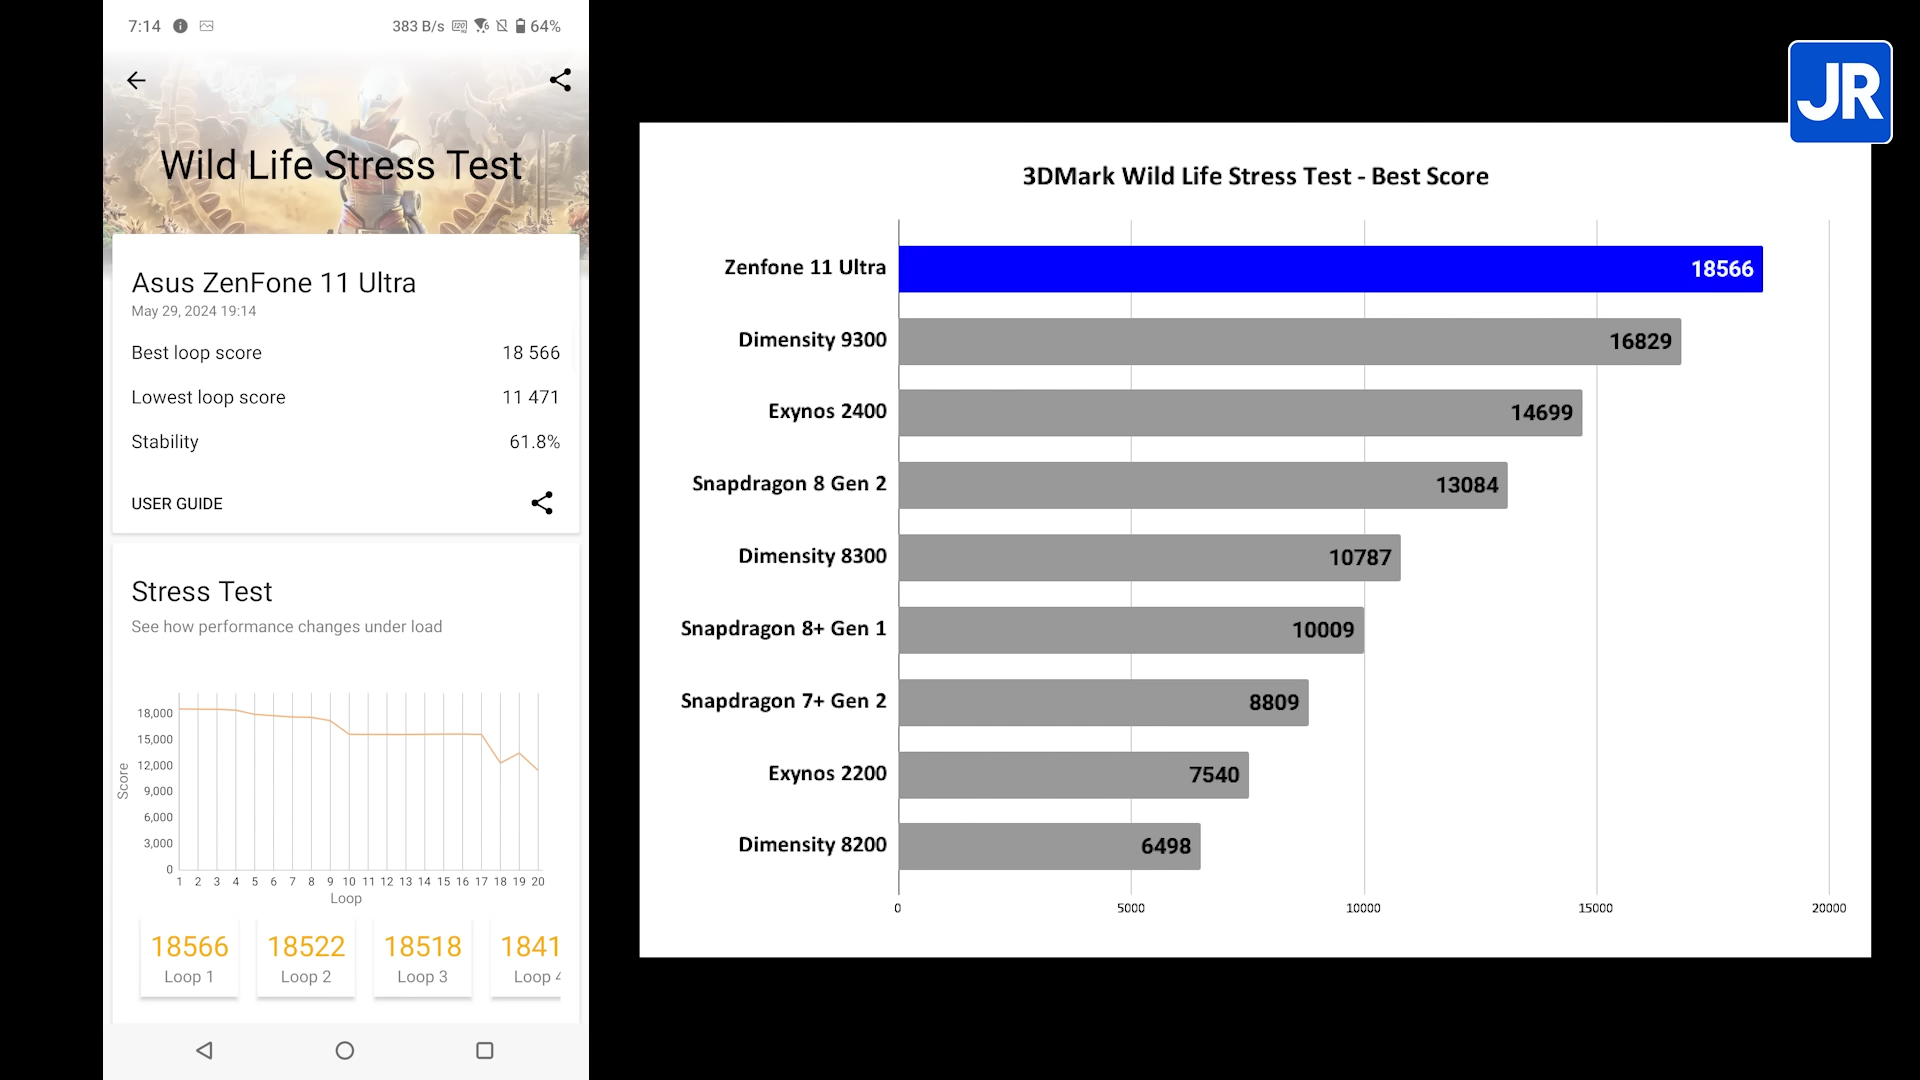 7:14
383 B/s
120
6
64%
Wild Life Stress Test
Asus ZenFone 11 Ultra
May 29, 2024 19:14
Best loop score 18 566
Lowest loop score 11 471
Stability 61.8%
USER GUIDE
Stress Test
See how performance changes under load
Score
18,000
15,000
12,000
9,000
6,000
3,000
0
1 2 3 4 5 6 7 8 9 10 11 12 13 14 15 16 17 18 19 20
Loop
18566 18522 18518 1841
Loop 1 Loop 2 Loop 3 Loop 4
JR
3DMark Wild Life Stress Test - Best Score
Zenfone 11 Ultra 18566
Dimensity 9300 16829
Exynos 2400 14699
Snapdragon 8 Gen 2 13084
Dimensity 8300 10787
Snapdragon 8+ Gen 1 10009
Snapdragon 7+ Gen 2 8809
Exynos 2200 7540
Dimensity 8200 6498
0 5000 10000 15000 20000